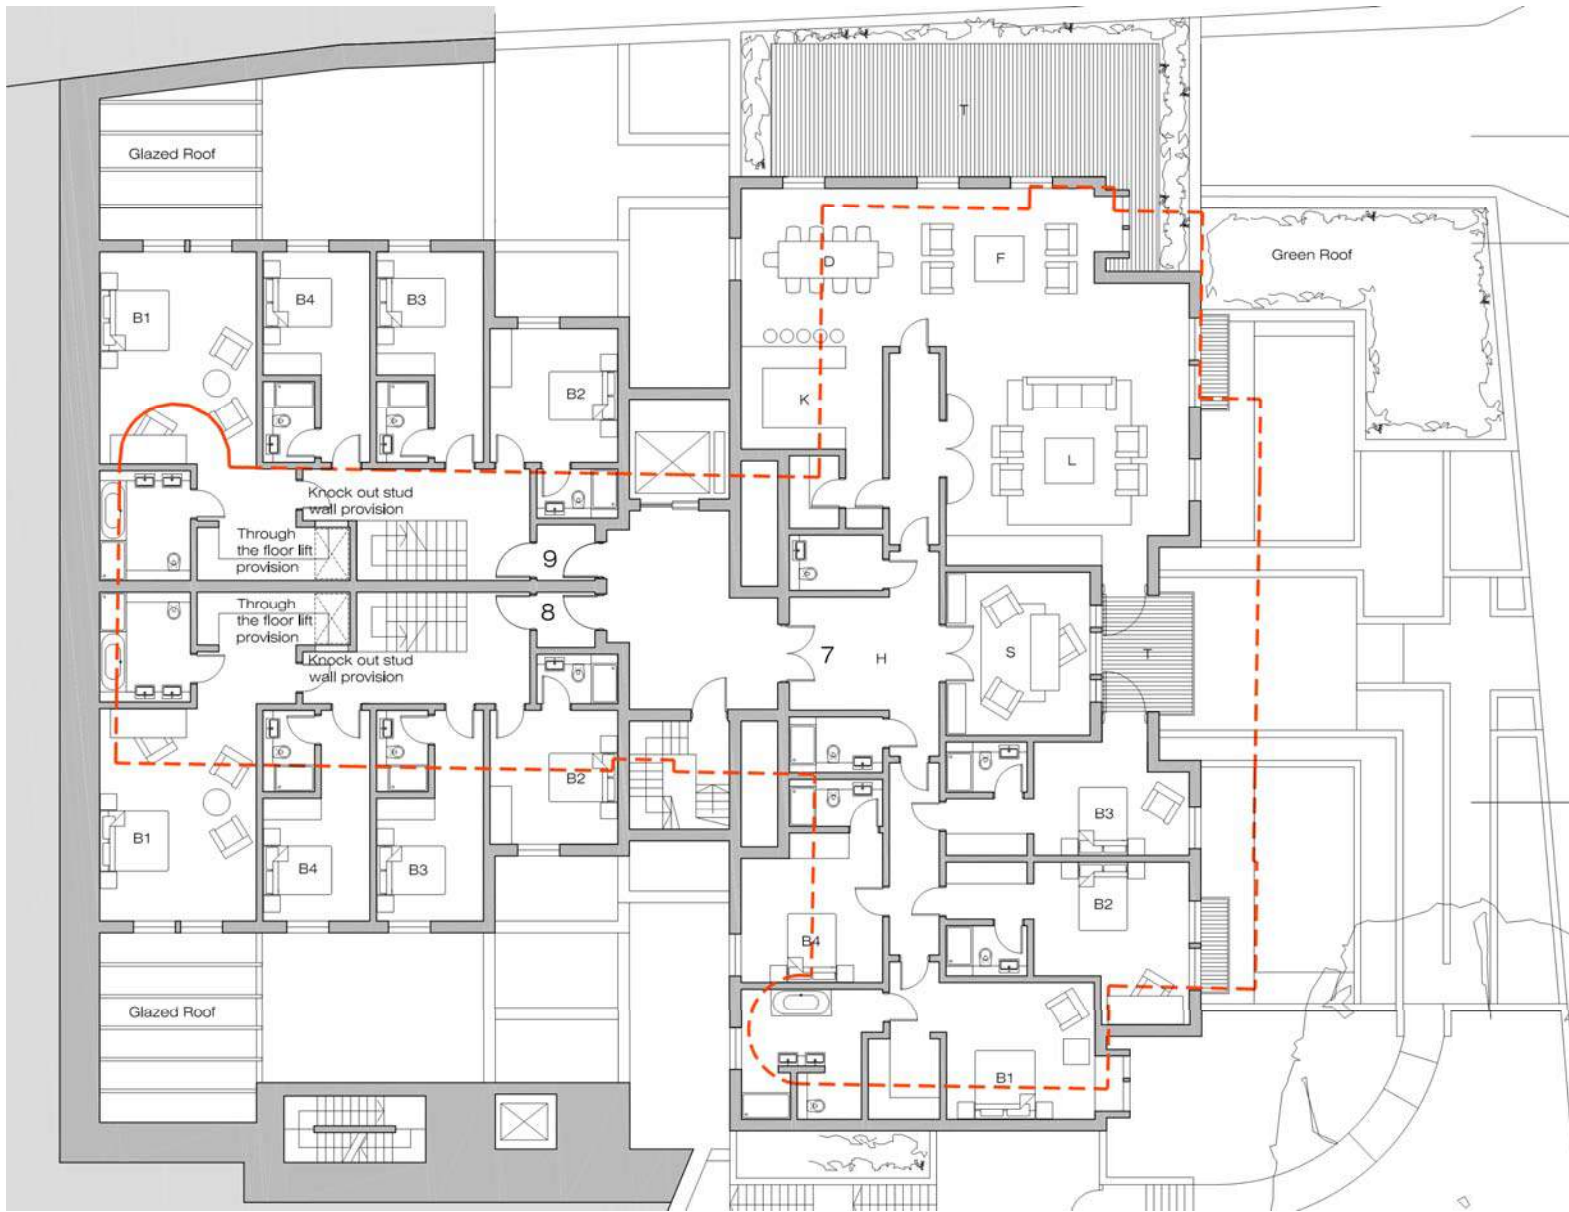 T
Glazed Roof
Green Roof
D
F
B1
B4
B3
B2
K
L
Knock out stud
wall provision
Through
the floor lift
provision
9
8
Through
the floor lift
provision
Knock out stud
wall provision
7
H
S
T
B2
B1
B4
B3
B3
B2
B4
Glazed Roof
B1